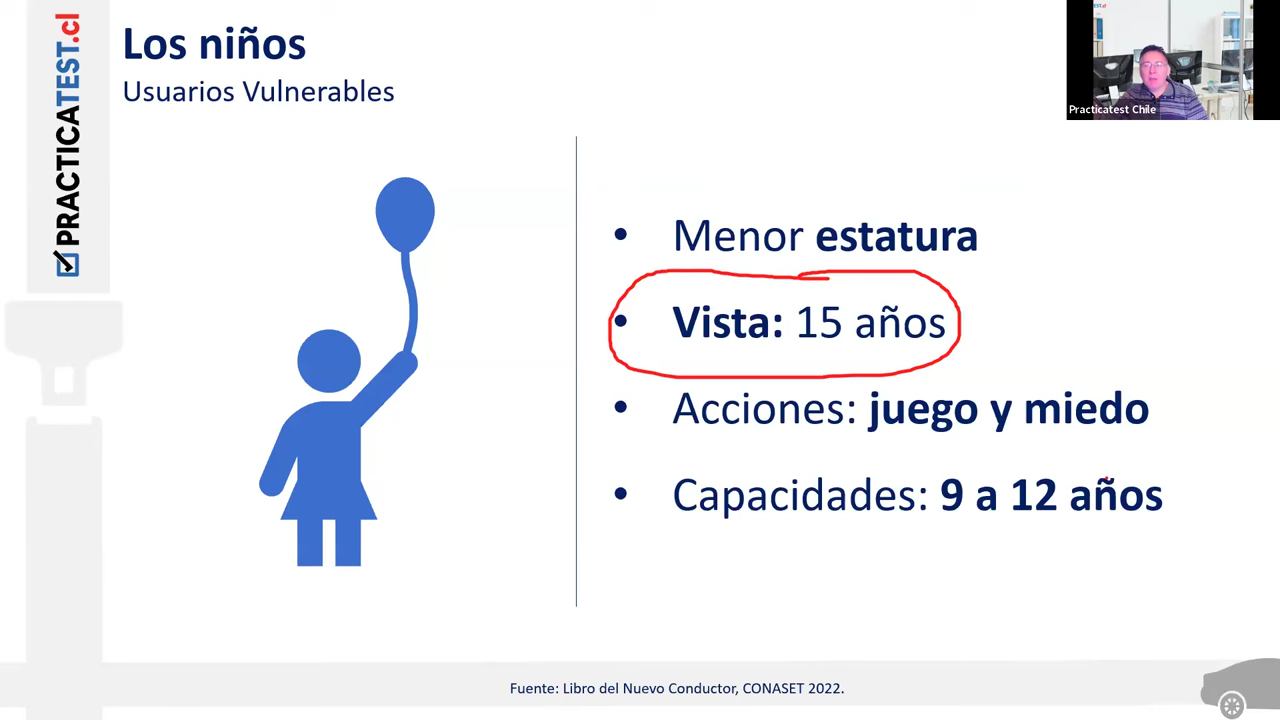 PRACTICATEST.cl
Los niños
Usuarios Vulnerables
Practicatest Chile
• Menor estatura
• Vista: 15 años
• Acciones: juego y miedo
• Capacidades: 9 a 12 años
Fuente: Libro del Nuevo Conductor, CONASET 2022.